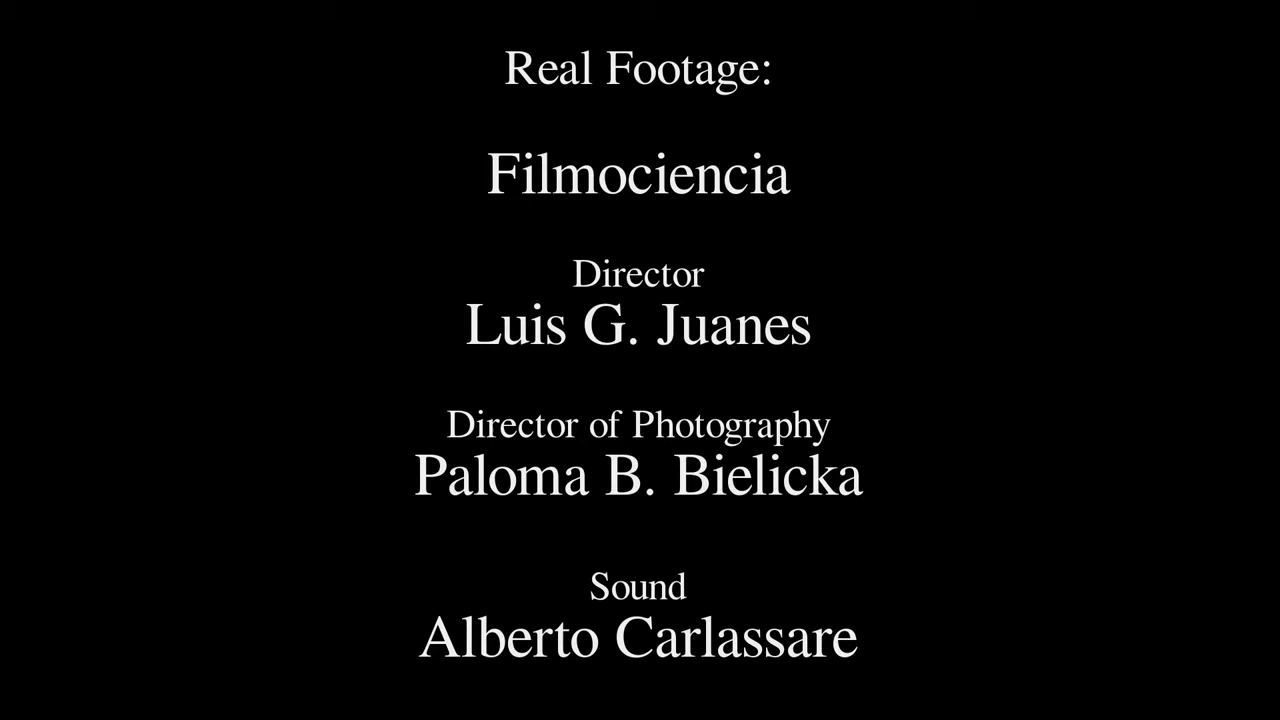 Real Footage:
Filmociencia
Director
Luis G. Juanes
Director of Photography
Paloma B. Bielicka
Sound
Alberto Carlassare